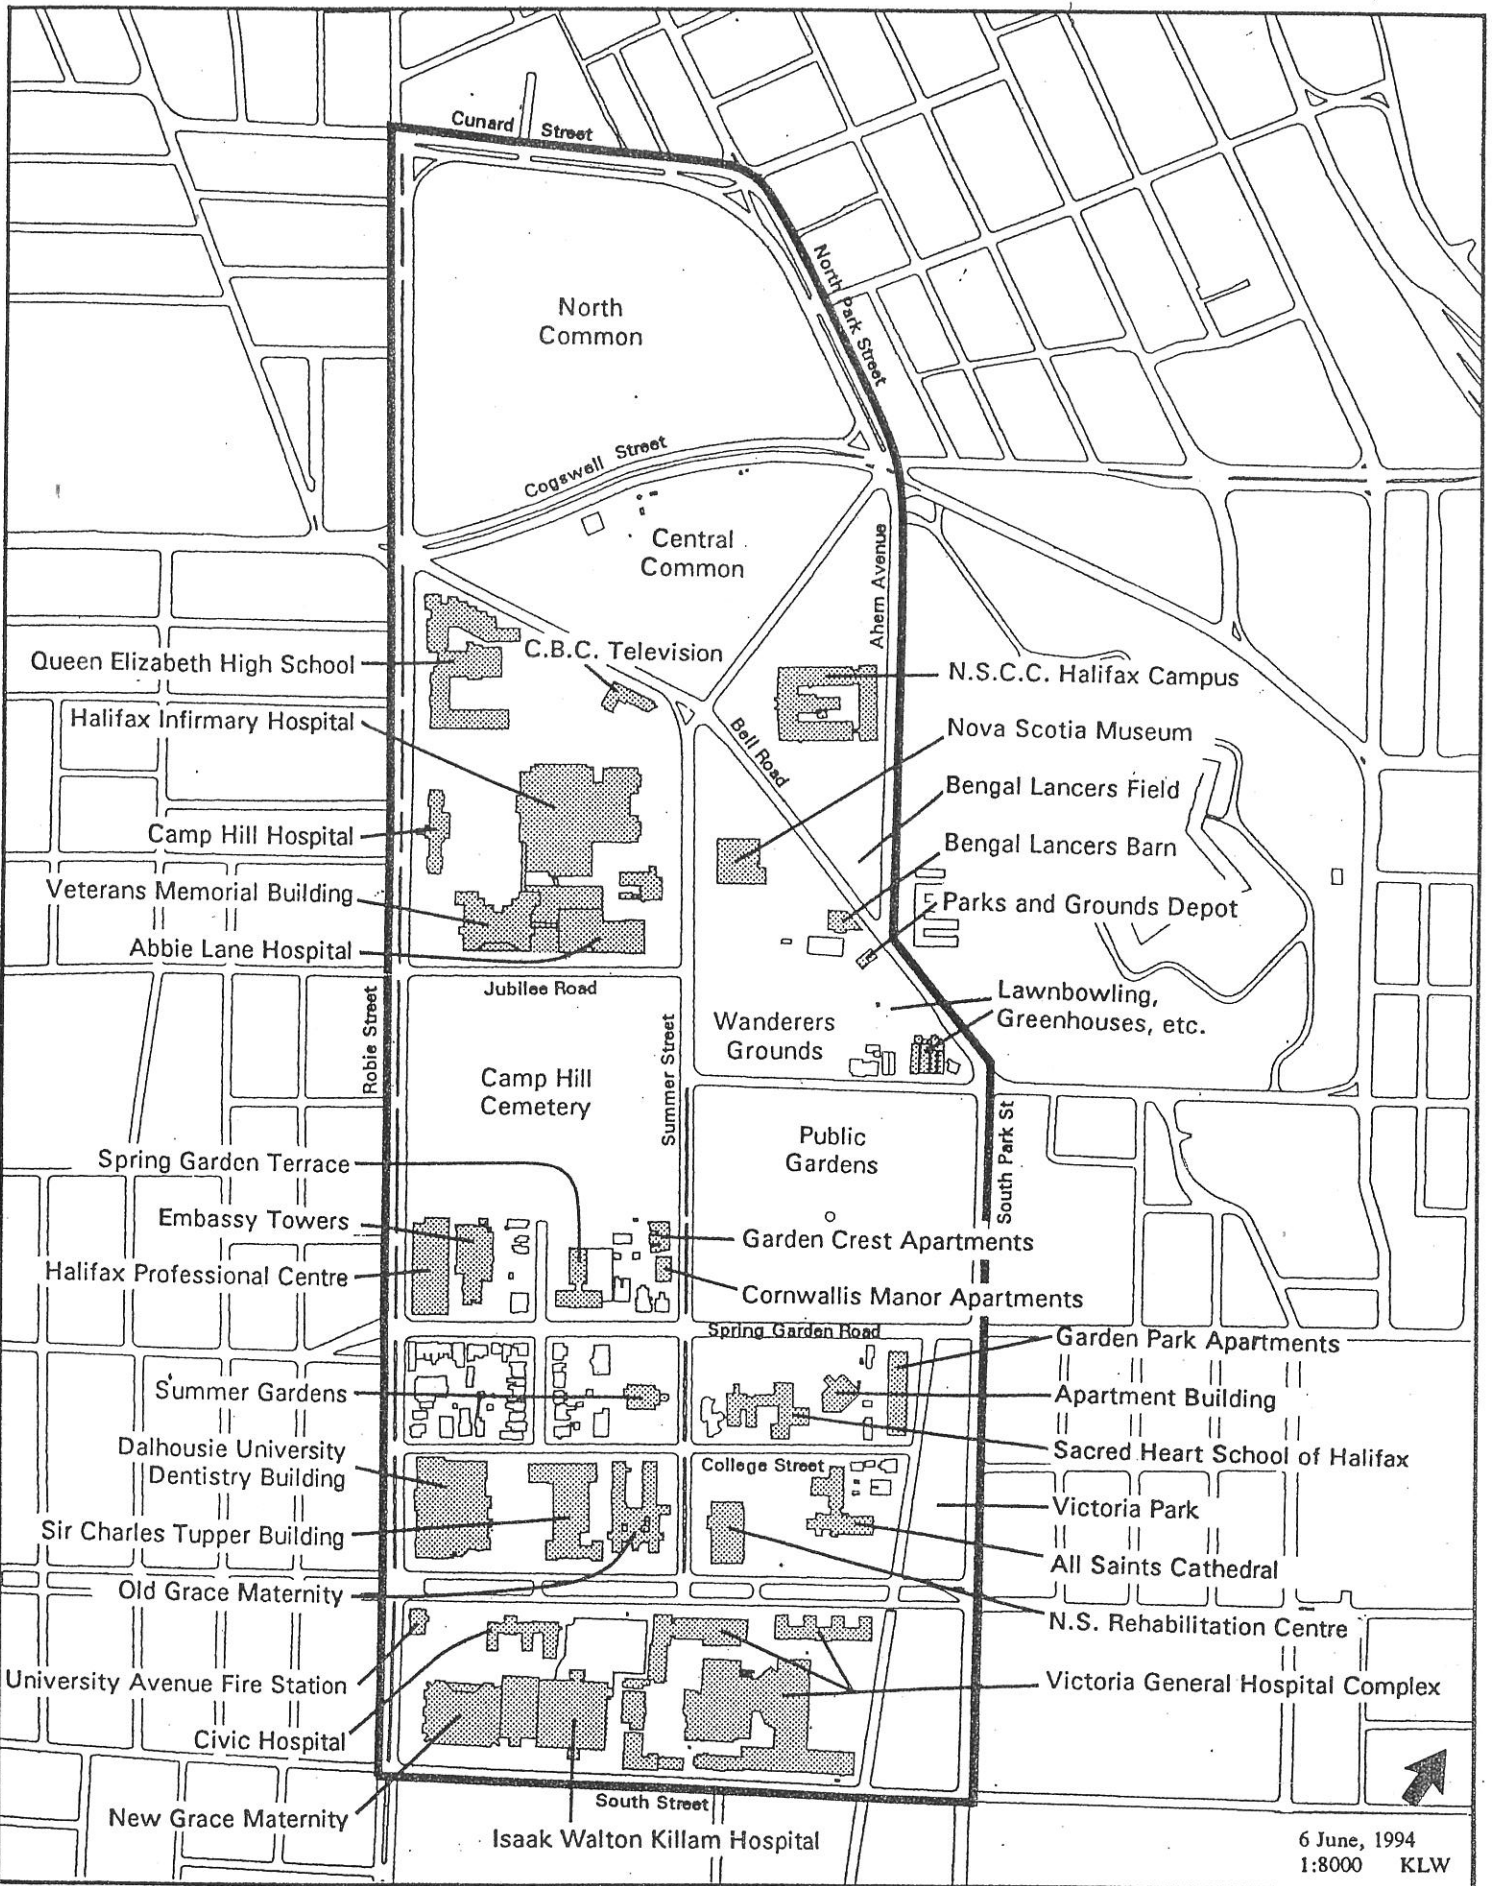 Cunard Street
North Park Street
North
Common
Cogswell Street
Central
Common
Ahern Avenue
Queen Elizabeth High School
C.B.C. Television
N.S.C.C. Halifax Campus
Halifax Infirmary Hospital
Bell Road
Nova Scotia Museum
Bengal Lancers Field
Camp Hill Hospital
Bengal Lancers Barn
Veterans Memorial Building
Parks and Grounds Depot
Abbie Lane Hospital
Jubilee Road
Robie Street
Summer Street
Wanderers
Grounds
Lawnbowling,
Greenhouses, etc.
Camp Hill
Cemetery
Public
Gardens
South Park St
Spring Garden Terrace
Embassy Towers
Garden Crest Apartments
Halifax Professional Centre
Cornwallis Manor Apartments
Spring Garden Road
Garden Park Apartments
Summer Gardens
Apartment Building
Dalhousie University
Dentistry Building
Sacred Heart School of Halifax
College Street
Victoria Park
Sir Charles Tupper Building
All Saints Cathedral
Old Grace Maternity
N.S. Rehabilitation Centre
University Avenue Fire Station
Victoria General Hospital Complex
Civic Hospital
New Grace Maternity
South Street
Isaak Walton Killam Hospital
6 June, 1994
1:8000 KLW